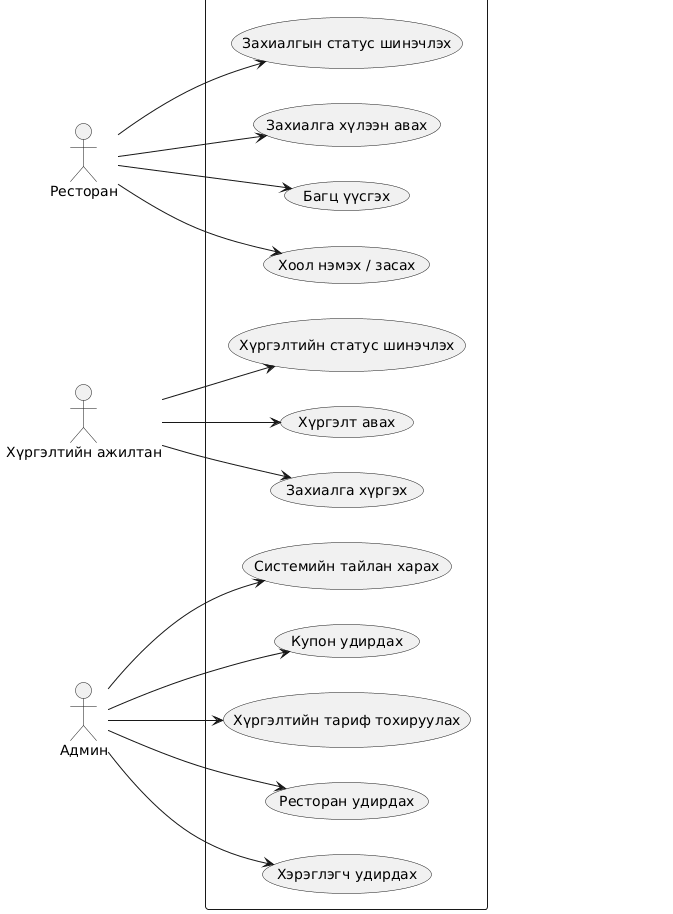 Захиалгын статус шинэчлэх
Захиалга хүлээн авах
Ресторан
Багц үүсгэх
Хоол нэмэх / засах
Хүргэлтийн статус шинэчлэх
Хүргэлт авах
Хүргэлтийн ажилтан
Захиалга хүргэх
Системийн тайлан харах
Купон удирдах
Хүргэлтийн тариф тохируулах
Админ
Ресторан удирдах
Хэрэглэгч удирдах